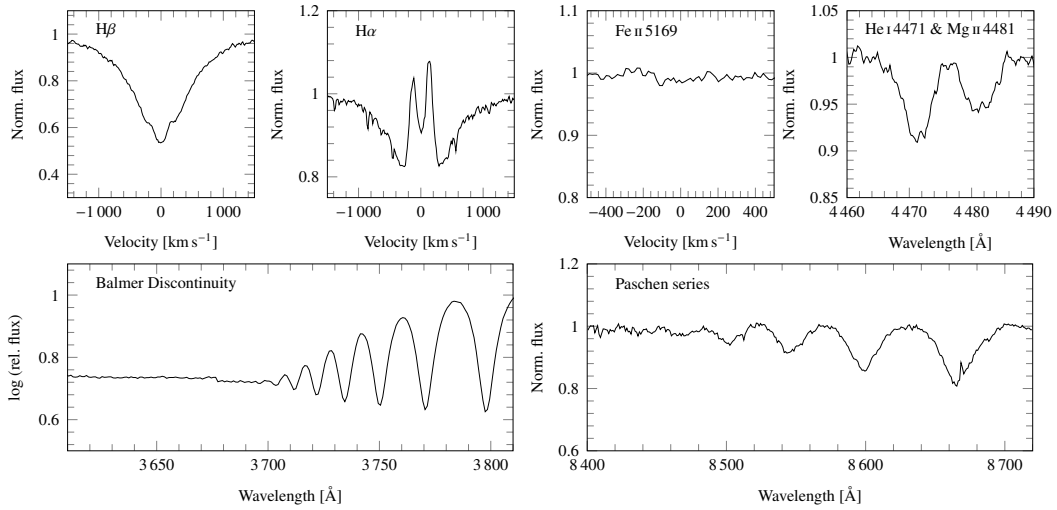 Hβ
Norm. flux
1
0.8
0.6
0.4
−1 000 0 1 000
Velocity [km s⁻¹]
Hα
Norm. flux
1.2
1
0.8
−1 000 0 1 000
Velocity [km s⁻¹]
Fe II 5169
Norm. flux
1.1
1
0.9
0.8
−400 −200 0 200 400
Velocity [km s⁻¹]
He I 4471 & Mg II 4481
Norm. flux
1.05
1
0.95
0.9
0.85
4 460 4 470 4 480 4 490
Wavelength [Å]
Balmer Discontinuity
log (rel. flux)
1
0.8
0.6
3 650 3 700 3 750 3 800
Wavelength [Å]
Paschen series
Norm. flux
1.2
1
0.8
0.6
8 400 8 500 8 600 8 700
Wavelength [Å]